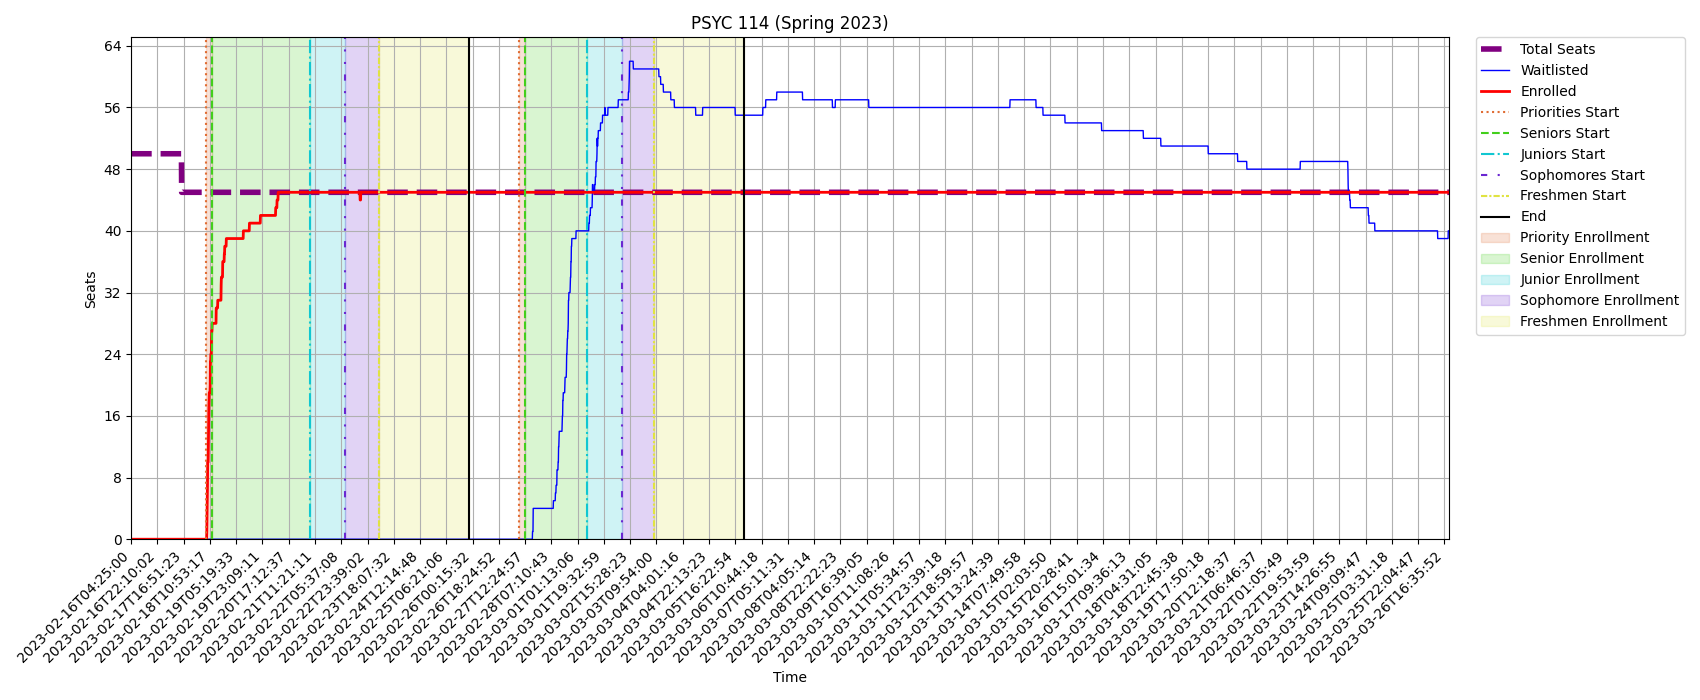 PSYC 114 (Spring 2023)
64
56
48
40
32
24
16
8
0
Seats
2023-02-16T04:25:00
2023-02-16T22:10:02
2023-02-17T16:51:23
2023-02-18T10:53:17
2023-02-19T05:19:33
2023-02-19T23:09:11
2023-02-20T17:12:37
2023-02-21T11:21:11
2023-02-22T05:37:08
2023-02-22T23:39:02
2023-02-23T18:07:32
2023-02-24T12:14:48
2023-02-25T06:21:06
2023-02-26T00:15:32
2023-02-26T18:24:52
2023-02-27T12:24:57
2023-02-28T07:10:43
2023-03-01T01:13:06
2023-03-01T19:32:59
2023-03-02T15:28:23
2023-03-03T09:54:00
2023-03-04T04:01:16
2023-03-04T22:13:23
2023-03-05T16:22:54
2023-03-06T10:44:18
2023-03-07T05:11:31
2023-03-08T04:05:14
2023-03-08T22:22:23
2023-03-09T16:39:05
2023-03-10T11:08:26
2023-03-11T05:34:57
2023-03-11T23:39:18
2023-03-12T18:59:57
2023-03-13T13:24:39
2023-03-14T07:49:58
2023-03-15T02:03:50
2023-03-15T20:28:41
2023-03-16T15:01:34
2023-03-17T09:36:13
2023-03-18T04:31:05
2023-03-18T22:45:38
2023-03-19T17:50:18
2023-03-20T12:18:37
2023-03-21T06:46:37
2023-03-22T01:05:49
2023-03-22T19:53:59
2023-03-23T14:26:55
2023-03-24T09:09:47
2023-03-25T03:31:18
2023-03-25T22:04:47
2023-03-26T16:35:52
Time
Total Seats
Waitlisted
Enrolled
Priorities Start
Seniors Start
Juniors Start
Sophomores Start
Freshmen Start
End
Priority Enrollment
Senior Enrollment
Junior Enrollment
Sophomore Enrollment
Freshmen Enrollment